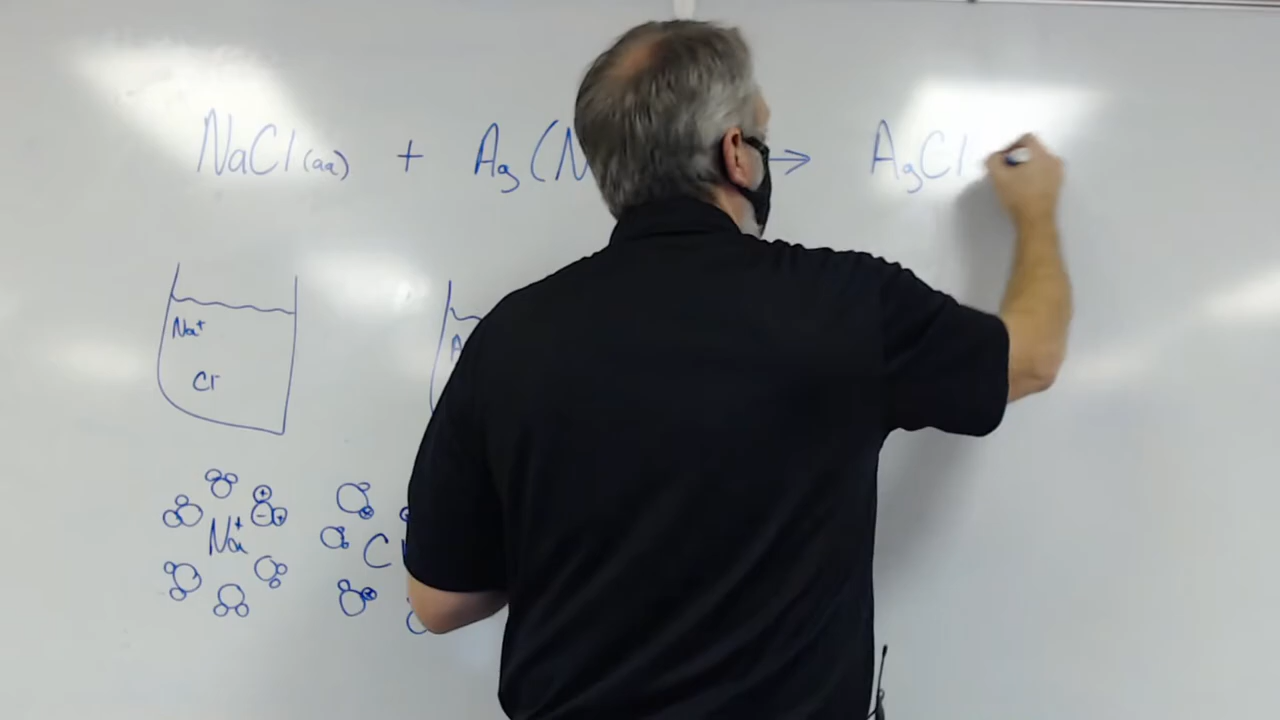 NaCl(aq) + Ag(N → AgCl
Na⁺
Cl⁻
+
- +
Na⁺ C